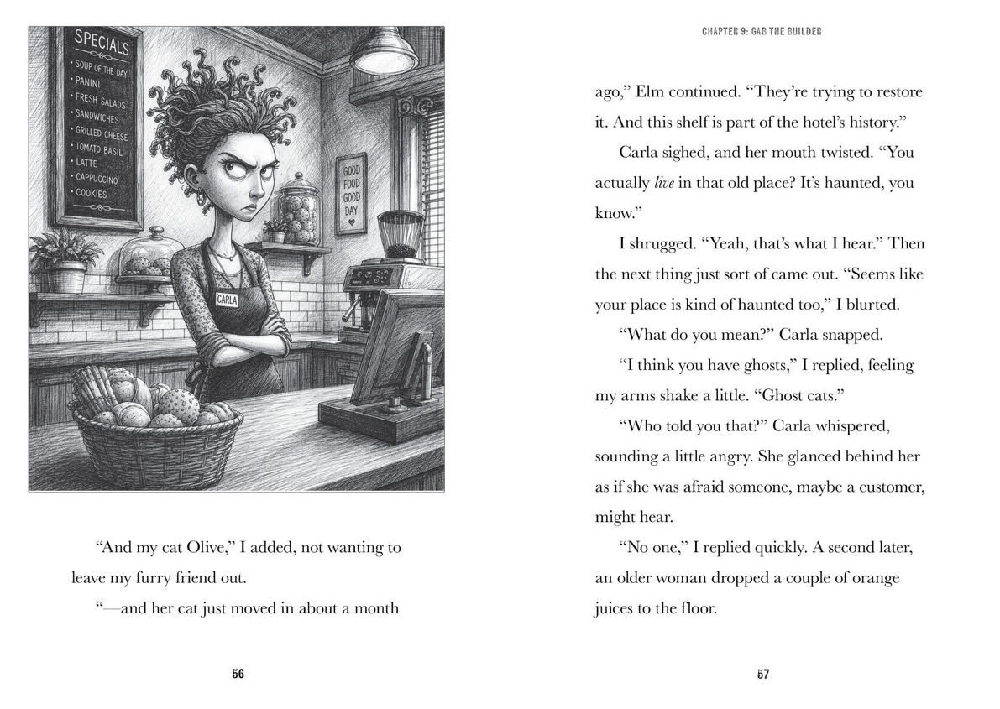 SPECIALS
• SOUP OF THE DAY
• PANINI
• FRESH SALADS
• SANDWICHES
• GRILLED CHEESE
• TOMATO BASIL
• LATTE
• CAPPUCCINO
• COOKIES
GOOD
FOOD
GOOD
DAY
CARLA
“And my cat Olive,” I added, not wanting to
leave my furry friend out.
“—and her cat just moved in about a month
56
CHAPTER 9: GAB THE BUILDER
ago,” Elm continued. “They’re trying to restore
it. And this shelf is part of the hotel’s history.”
Carla sighed, and her mouth twisted. “You
actually live in that old place? It’s haunted, you
know.”
I shrugged. “Yeah, that’s what I hear.” Then
the next thing just sort of came out. “Seems like
your place is kind of haunted too,” I blurted.
“What do you mean?” Carla snapped.
“I think you have ghosts,” I replied, feeling
my arms shake a little. “Ghost cats.”
“Who told you that?” Carla whispered,
sounding a little angry. She glanced behind her
as if she was afraid someone, maybe a customer,
might hear.
“No one,” I replied quickly. A second later,
an older woman dropped a couple of orange
juices to the floor.
57